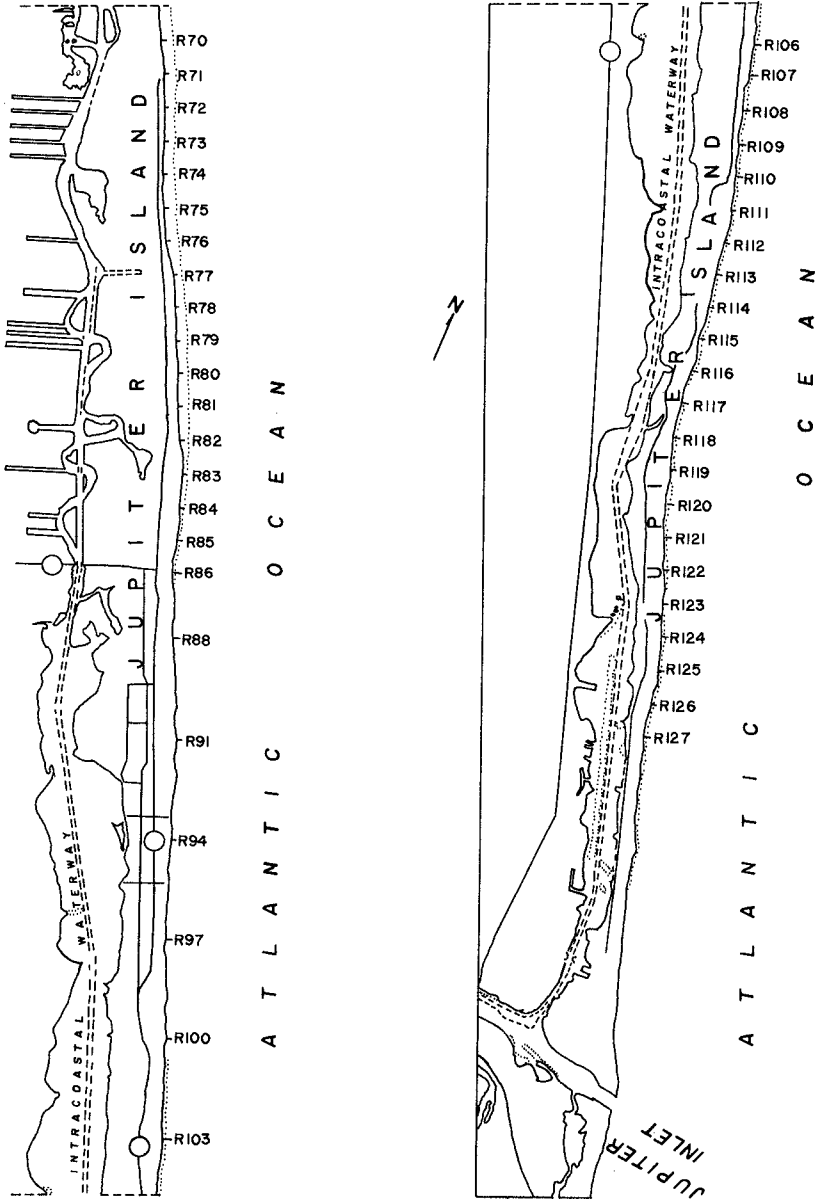 R70
R71
R72
R73
R74
R75
R76
R77
R78
R79
R80
R81
R82
R83
R84
R85
R86
R88
R91
R94
R97
R100
R103
JUPITER ISLAND
ATLANTIC OCEAN
INTRACOASTAL WATERWAY
N
R106
R107
R108
R109
R110
R111
R112
R113
R114
R115
R116
R117
R118
R119
R120
R121
R122
R123
R124
R125
R126
R127
INTRACOASTAL WATERWAY
JUPITER ISLAND
ATLANTIC OCEAN
JUPITER
INLET